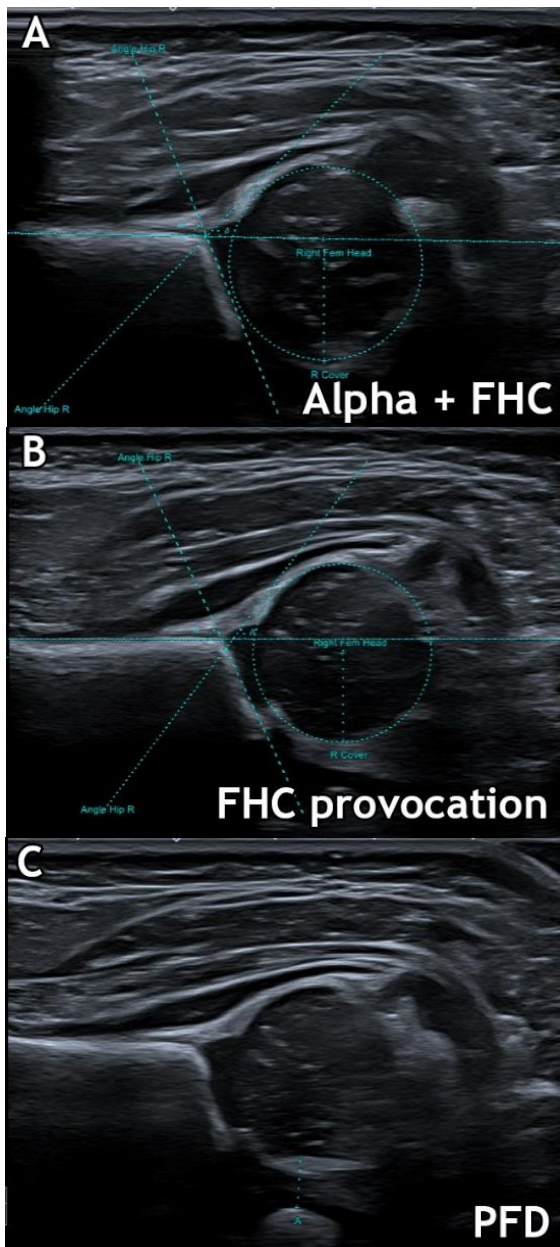 A
Angle Hip R
Right Fem Head
R Cover
Angle Hip R
Alpha + FHC
B
Angle Hip R
Right Fem Head
R Cover
Angle Hip R
FHC provocation
C
A
PFD